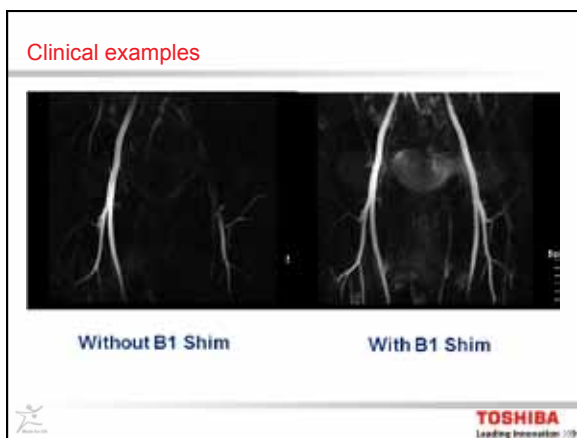 Clinical examples
Without B1 Shim
With B1 Shim
TOSHIBA
Leading Innovation